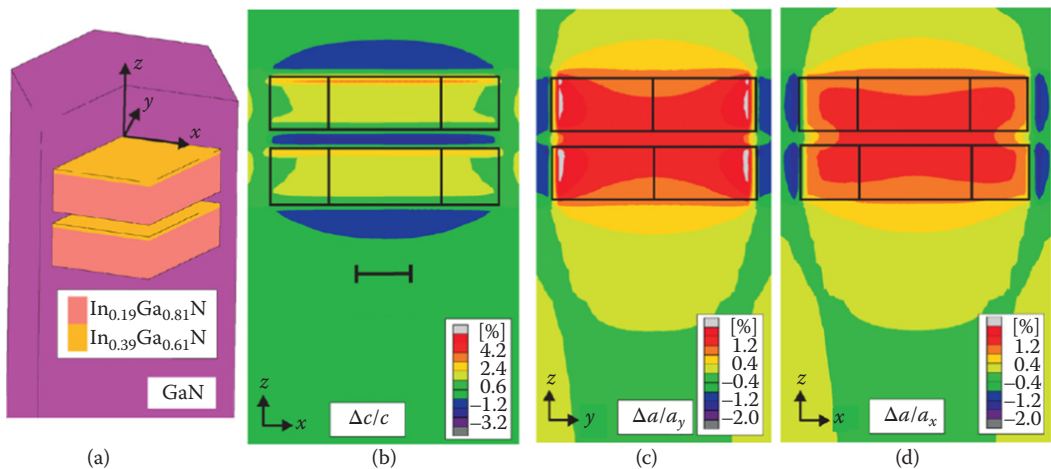 z
y
x
In₀.₁₉Ga₀.₈₁N
In₀.₃₉Ga₀.₆₁N
GaN
(a)
[%]
4.2
2.4
0.6
−1.2
−3.2
z
x
Δc/c
(b)
[%]
1.2
0.4
−0.4
−1.2
−2.0
z
y
Δa/a_y
(c)
[%]
1.2
0.4
−0.4
−1.2
−2.0
z
x
Δa/a_x
(d)